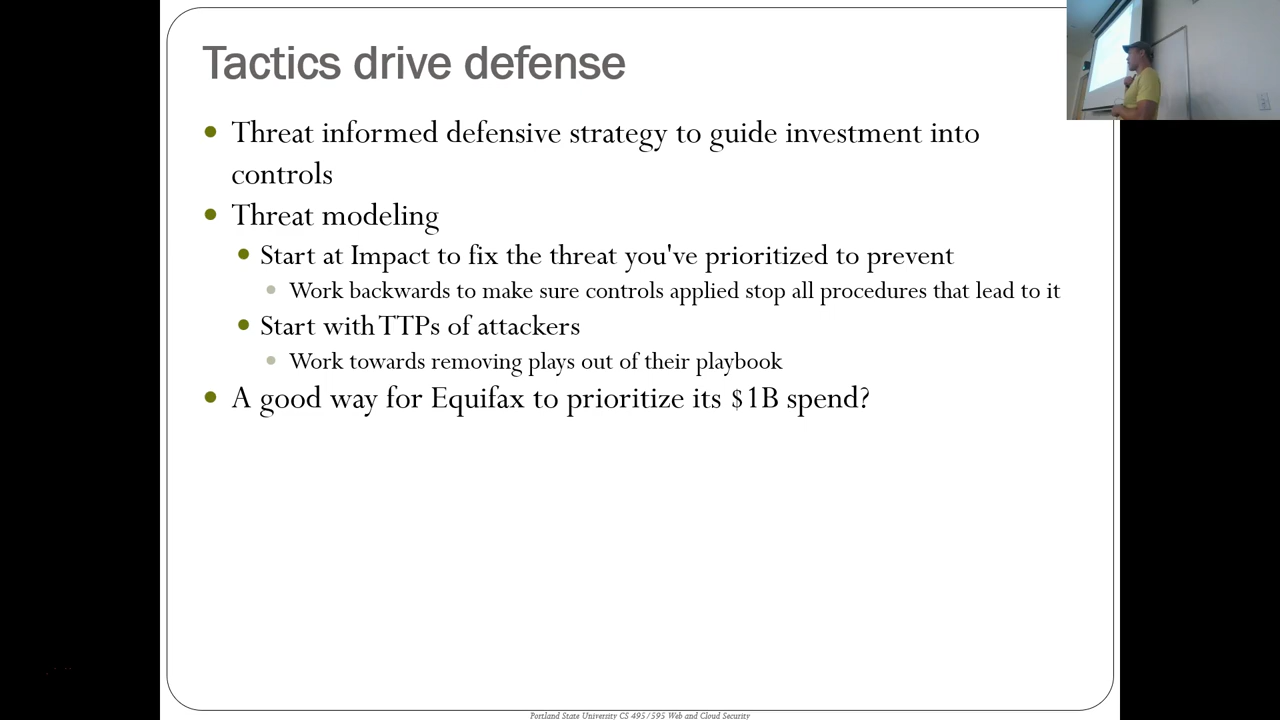 Tactics drive defense
• Threat informed defensive strategy to guide investment into
controls
• Threat modeling
• Start at Impact to fix the threat you've prioritized to prevent
• Work backwards to make sure controls applied stop all procedures that lead to it
• Start with TTPs of attackers
• Work towards removing plays out of their playbook
• A good way for Equifax to prioritize its $1B spend?
Portland State University CS 495/595 Web and Cloud Security